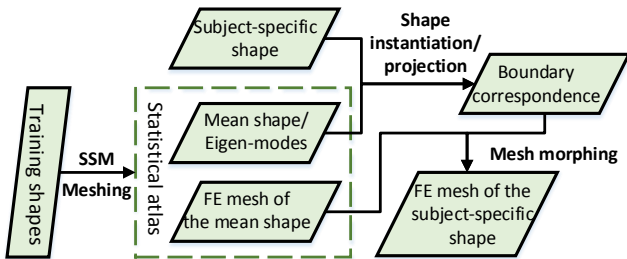 Subject-specific
shape
Shape
instantiation/
projection
Boundary
correspondence
Training shapes
SSM
Meshing
Statistical atlas
Mean shape/
Eigen-modes
FE mesh of
the mean shape
Mesh morphing
FE mesh of the
subject-specific
shape